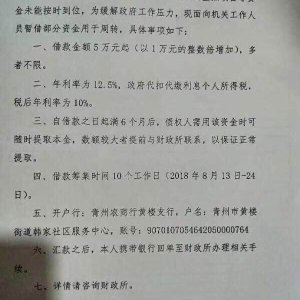 金未能按时到位，为缓解政府工作压力，现面向机关工作人
员暂借部分资金用于周转，具体事项如下：
一、借款金额5万元起（以1万元的整数倍增加），多
者不限。
二、年利率为12.5%，政府代扣代缴利息个人所得税，
税后年利率为10%。
三、自借款之日起满6个月后，债权人需用该资金时可
随时提取本金，数额较大者提前与财政所联系，以保证正常
提取。
四、借款筹集时间10个工作日（2018年8月13日-24
日）。
五、开户行：青州农商行黄楼支行，户名：青州市黄楼
街道韩家社区服务中心，账号：9070107054642050000764
六、汇款之后，本人携带银行回单至财政所办理相关手
续。
七、详情请咨询财政所。